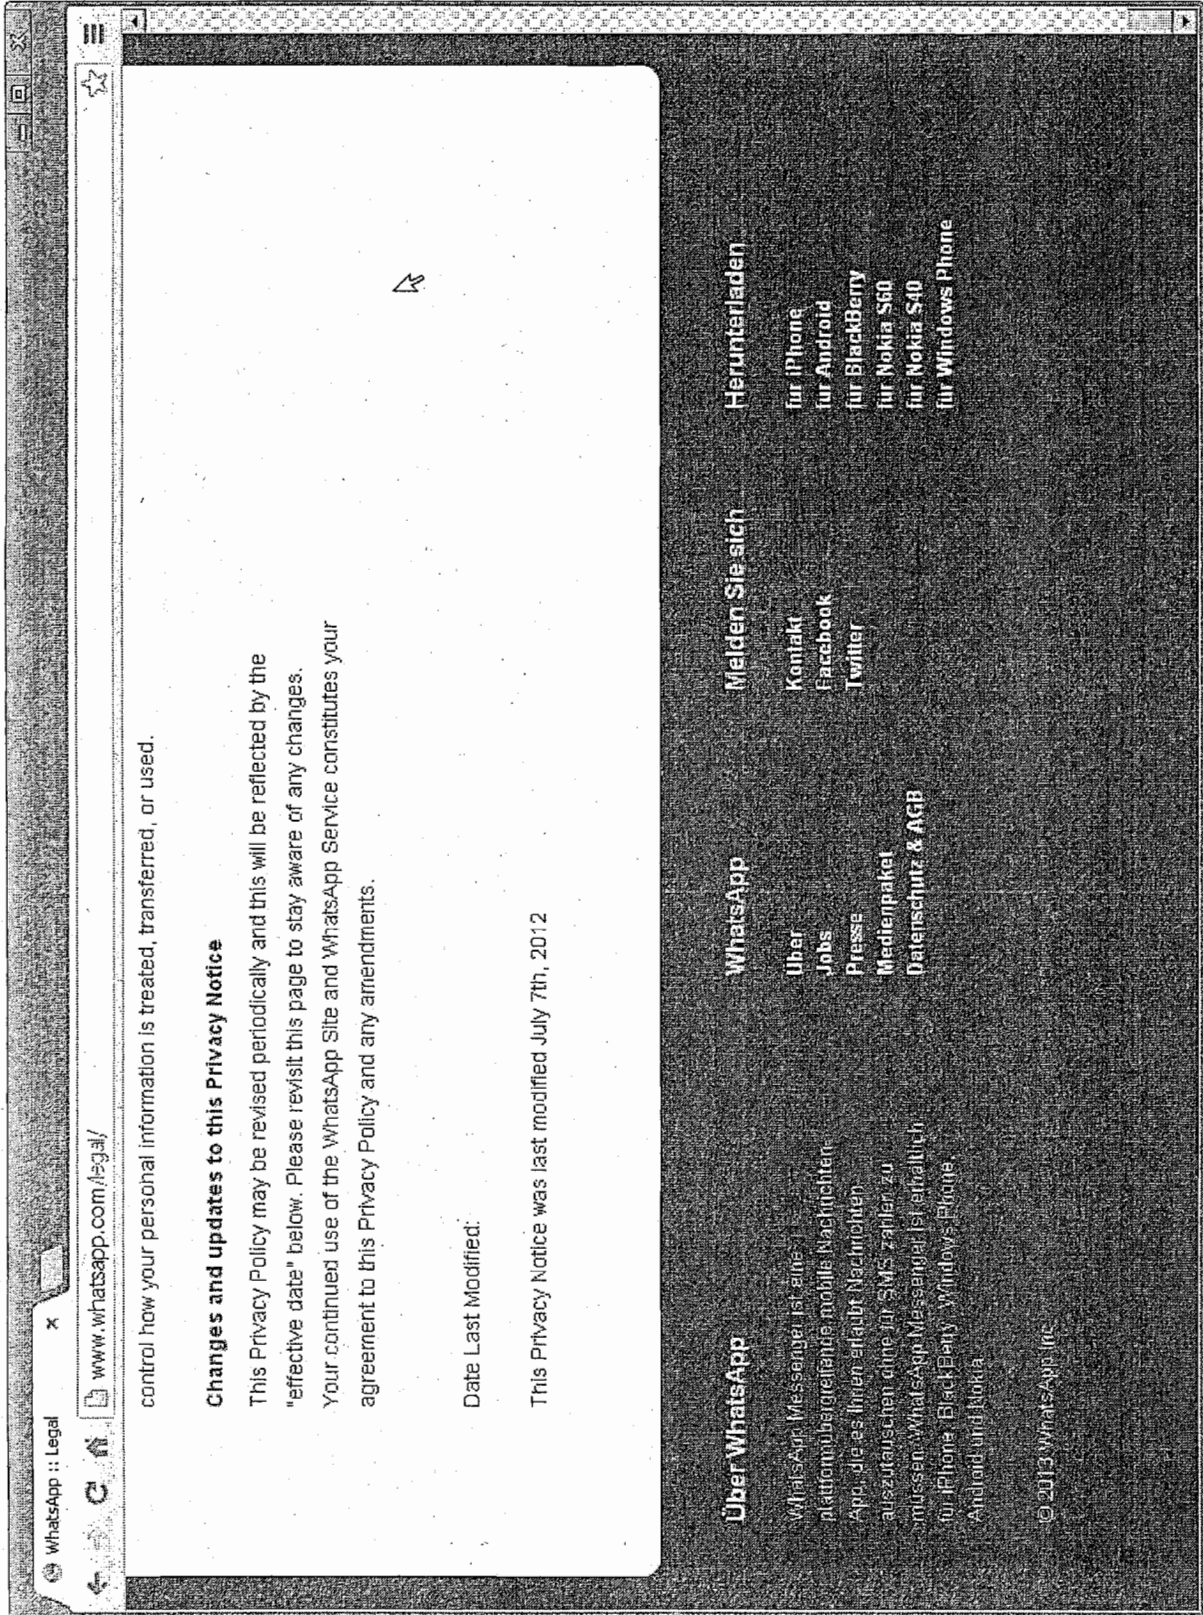 WhatsApp :: Legal
www.whatsapp.com/legal/
control how your personal information is treated, transferred, or used.
Changes and updates to this Privacy Notice
This Privacy Policy may be revised periodically and this will be reflected by the
"effective date" below. Please revisit this page to stay aware of any changes.
Your continued use of the WhatsApp Site and WhatsApp Service constitutes your
agreement to this Privacy Policy and any amendments.
Date Last Modified:
This Privacy Notice was last modified July 7th, 2012
Über WhatsApp
WhatsApp Messenger ist eine
plattformübergreifende mobile Nachrichten-
App, die es Ihnen erlaubt Nachrichten
auszutauschen ohne für SMS zahlen zu
müssen. WhatsApp Messenger ist erhältlich
für iPhone, BlackBerry, Windows Phone,
Android und Nokia.
© 2013 WhatsApp Inc.
WhatsApp
Über
Jobs
Presse
Medienpaket
Datenschutz & AGB
Melden Sie sich
Kontakt
Facebook
Twitter
Herunterladen
für iPhone
für Android
für BlackBerry
für Nokia S60
für Nokia S40
für Windows Phone